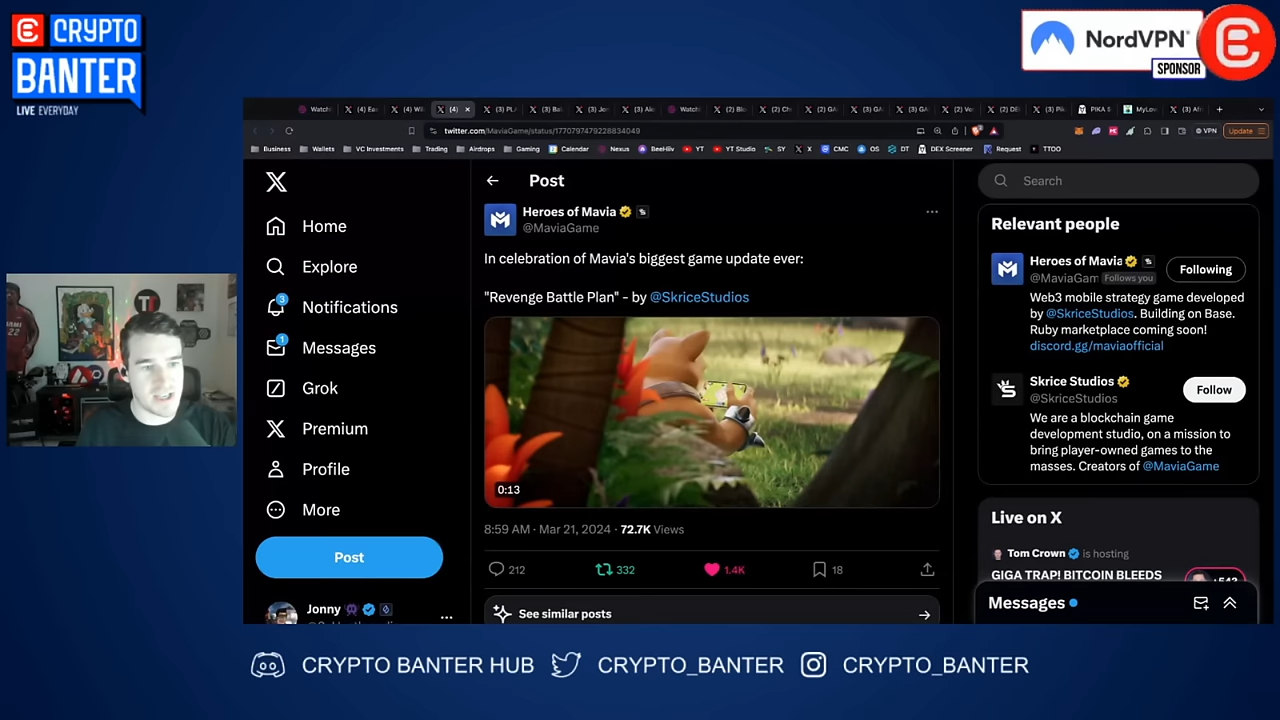 CRYPTO
BANTER
LIVE EVERYDAY
NordVPN
SPONSOR
twitter.com/MaviaGame/status/1770797479228834049
VPN
Update
Business
Wallets
VC Investments
Trading
Airdrops
Gaming
Calendar
Nexus
BeeHiiv
YT
YT Studio
SY
X
CMC
OS
DT
DEX Screener
Request
TTOO
Home
Explore
3
Notifications
1
Messages
Grok
Premium
Profile
More
Post
Jonny
Post
Heroes of Mavia
@MaviaGame
In celebration of Mavia's biggest game update ever:
"Revenge Battle Plan" - by @SkriceStudios
0:13
8:59 AM · Mar 21, 2024 · 72.7K Views
212
332
1.4K
18
See similar posts
Search
Relevant people
Heroes of Mavia
@MaviaGam Follows you
Following
Web3 mobile strategy game developed
by @SkriceStudios. Building on Base.
Ruby marketplace coming soon!
discord.gg/maviaofficial
Skrice Studios
@SkriceStudios
Follow
We are a blockchain game
development studio, on a mission to
bring player-owned games to the
masses. Creators of @MaviaGame
Live on X
Tom Crown is hosting
GIGA TRAP! BITCOIN BLEEDS
Messages
CRYPTO BANTER HUB
CRYPTO_BANTER
CRYPTO_BANTER